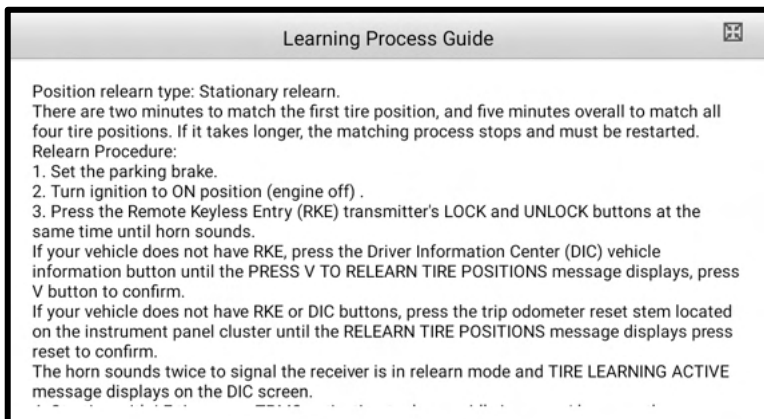 Learning Process Guide
Position relearn type: Stationary relearn.
There are two minutes to match the first tire position, and five minutes overall to match all
four tire positions. If it takes longer, the matching process stops and must be restarted.
Relearn Procedure:
1. Set the parking brake.
2. Turn ignition to ON position (engine off) .
3. Press the Remote Keyless Entry (RKE) transmitter's LOCK and UNLOCK buttons at the
same time until horn sounds.
If your vehicle does not have RKE, press the Driver Information Center (DIC) vehicle
information button until the PRESS V TO RELEARN TIRE POSITIONS message displays, press
V button to confirm.
If your vehicle does not have RKE or DIC buttons, press the trip odometer reset stem located
on the instrument panel cluster until the RELEARN TIRE POSITIONS message displays press
reset to confirm.
The horn sounds twice to signal the receiver is in relearn mode and TIRE LEARNING ACTIVE
message displays on the DIC screen.